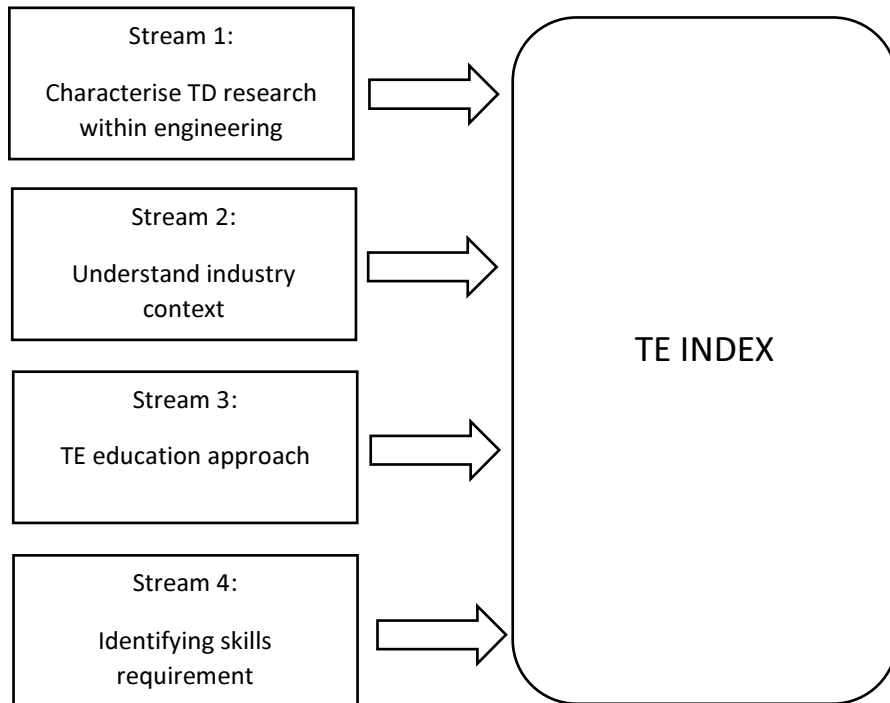 Stream 1:
Characterise TD research
within engineering
Stream 2:
Understand industry
context
Stream 3:
TE education approach
Stream 4:
Identifying skills
requirement
TE INDEX